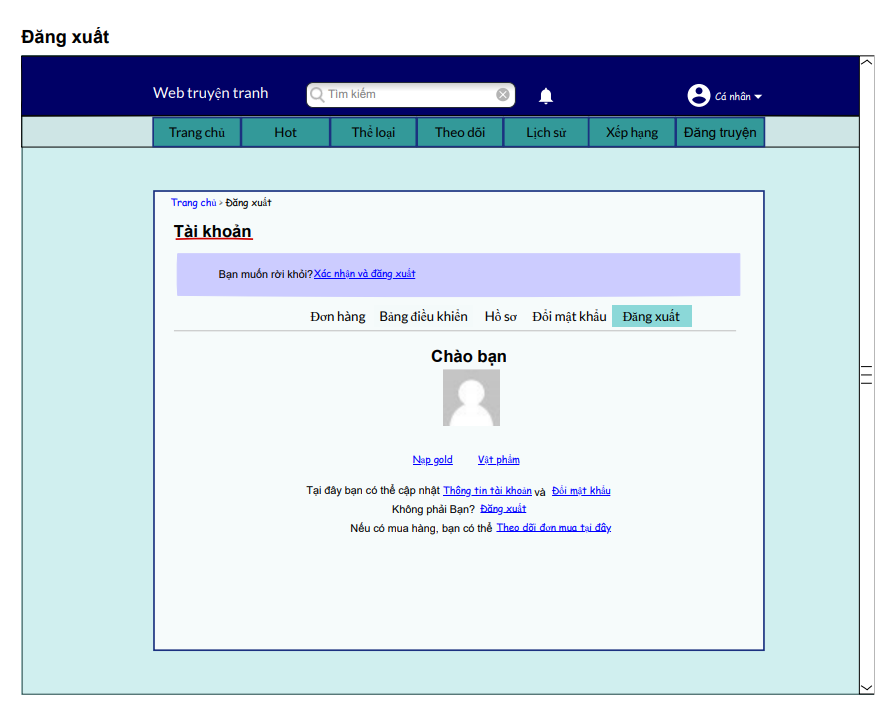 Đăng xuất
Web truyện tranh
Tìm kiếm
Cá nhân
Trang chủ Hot Thể loại Theo dõi Lịch sử Xếp hạng Đăng truyện
Trang chủ > Đăng xuất
Tài khoản
Bạn muốn rời khỏi? Xác nhận và đăng xuất
Đơn hàng Bảng điều khiển Hồ sơ Đổi mật khẩu Đăng xuất
Chào bạn
Nạp gold Vật phẩm
Tại đây bạn có thể cập nhật Thông tin tài khoản và Đổi mật khẩu
Không phải Bạn? Đăng xuất
Nếu có mua hàng, bạn có thể Theo dõi đơn mua tại đây